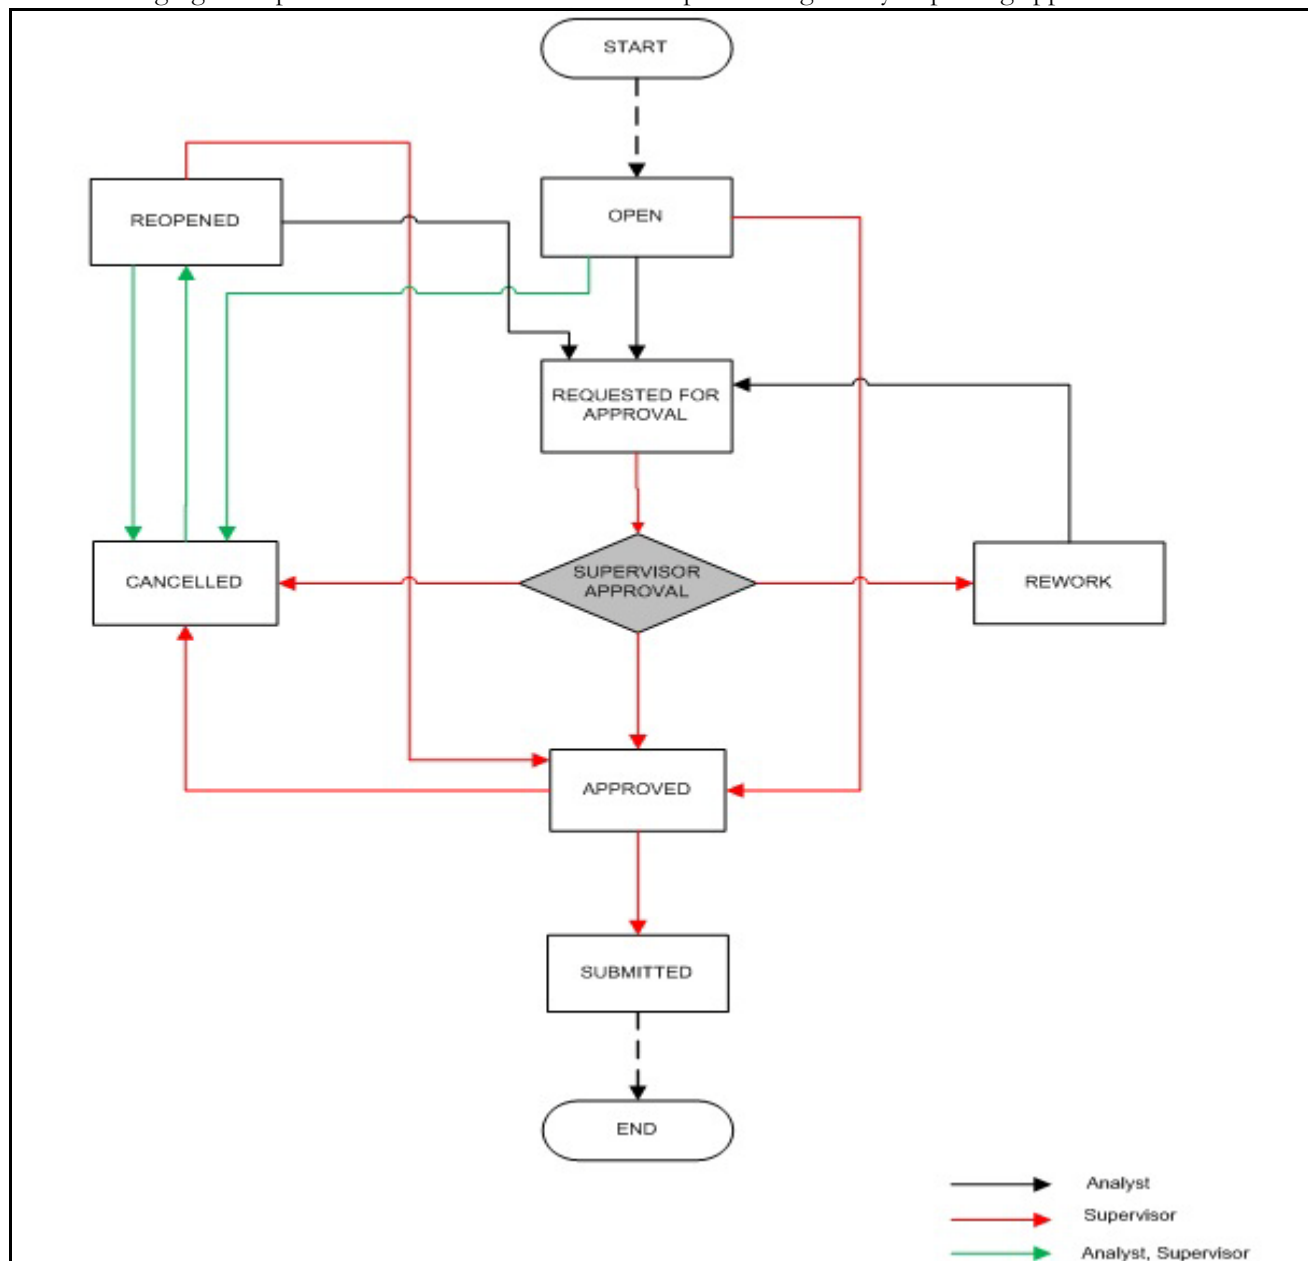 START
REOPENED
OPEN
REQUESTED FOR
APPROVAL
CANCELLED
SUPERVISOR
APPROVAL
REWORK
APPROVED
SUBMITTED
END
Analyst
Supervisor
Analyst, Supervisor